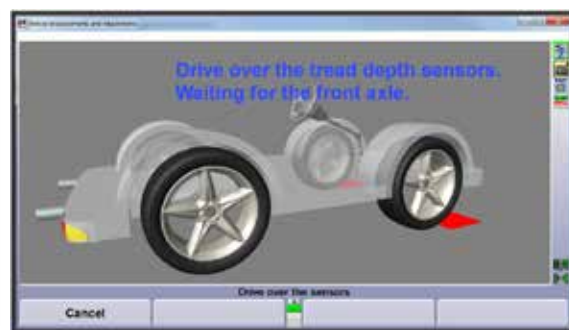 Drive over the tread depth sensors.
Waiting for the front axle.
Drive over the sensors
Cancel